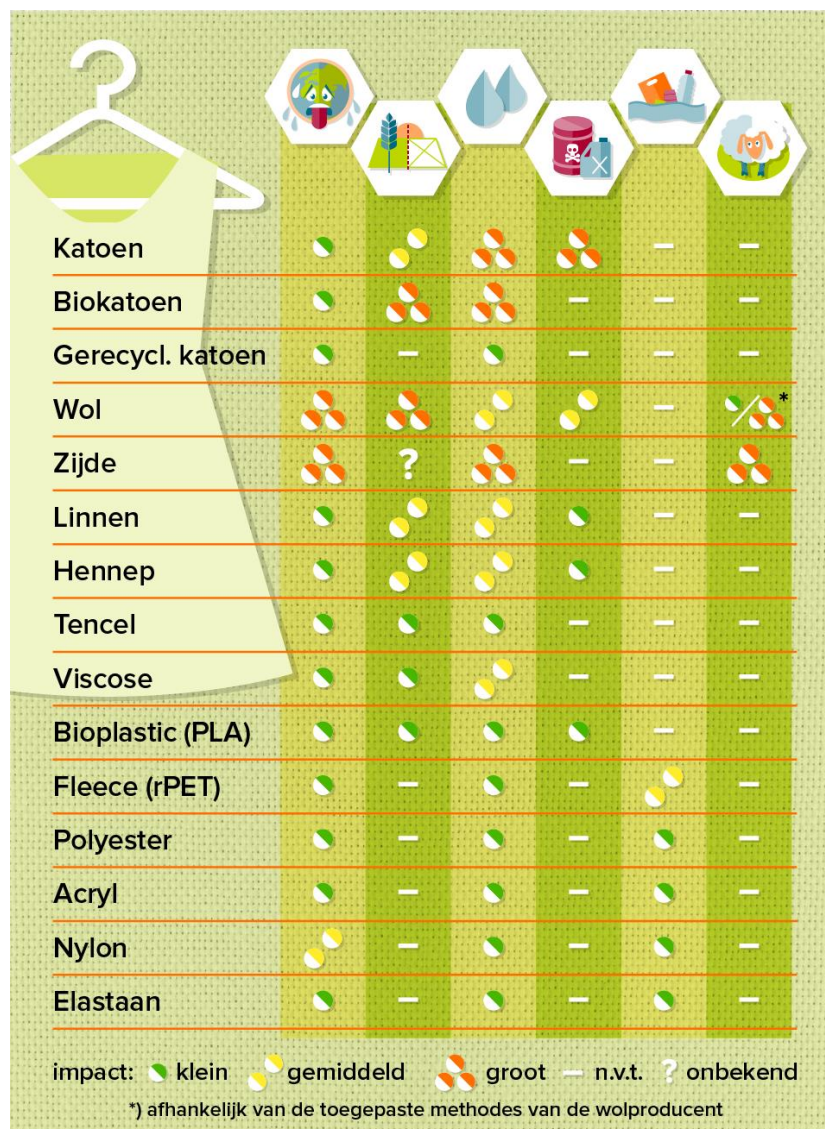 Katoen
Biokatoen
Gerecycl. katoen
Wol
*
Zijde
?
Linnen
Hennep
Tencel
Viscose
Bioplastic (PLA)
Fleece (rPET)
Polyester
Acryl
Nylon
Elastaan
impact: klein gemiddeld groot – n.v.t. ? onbekend
*) afhankelijk van de toegepaste methodes van de wolproducent